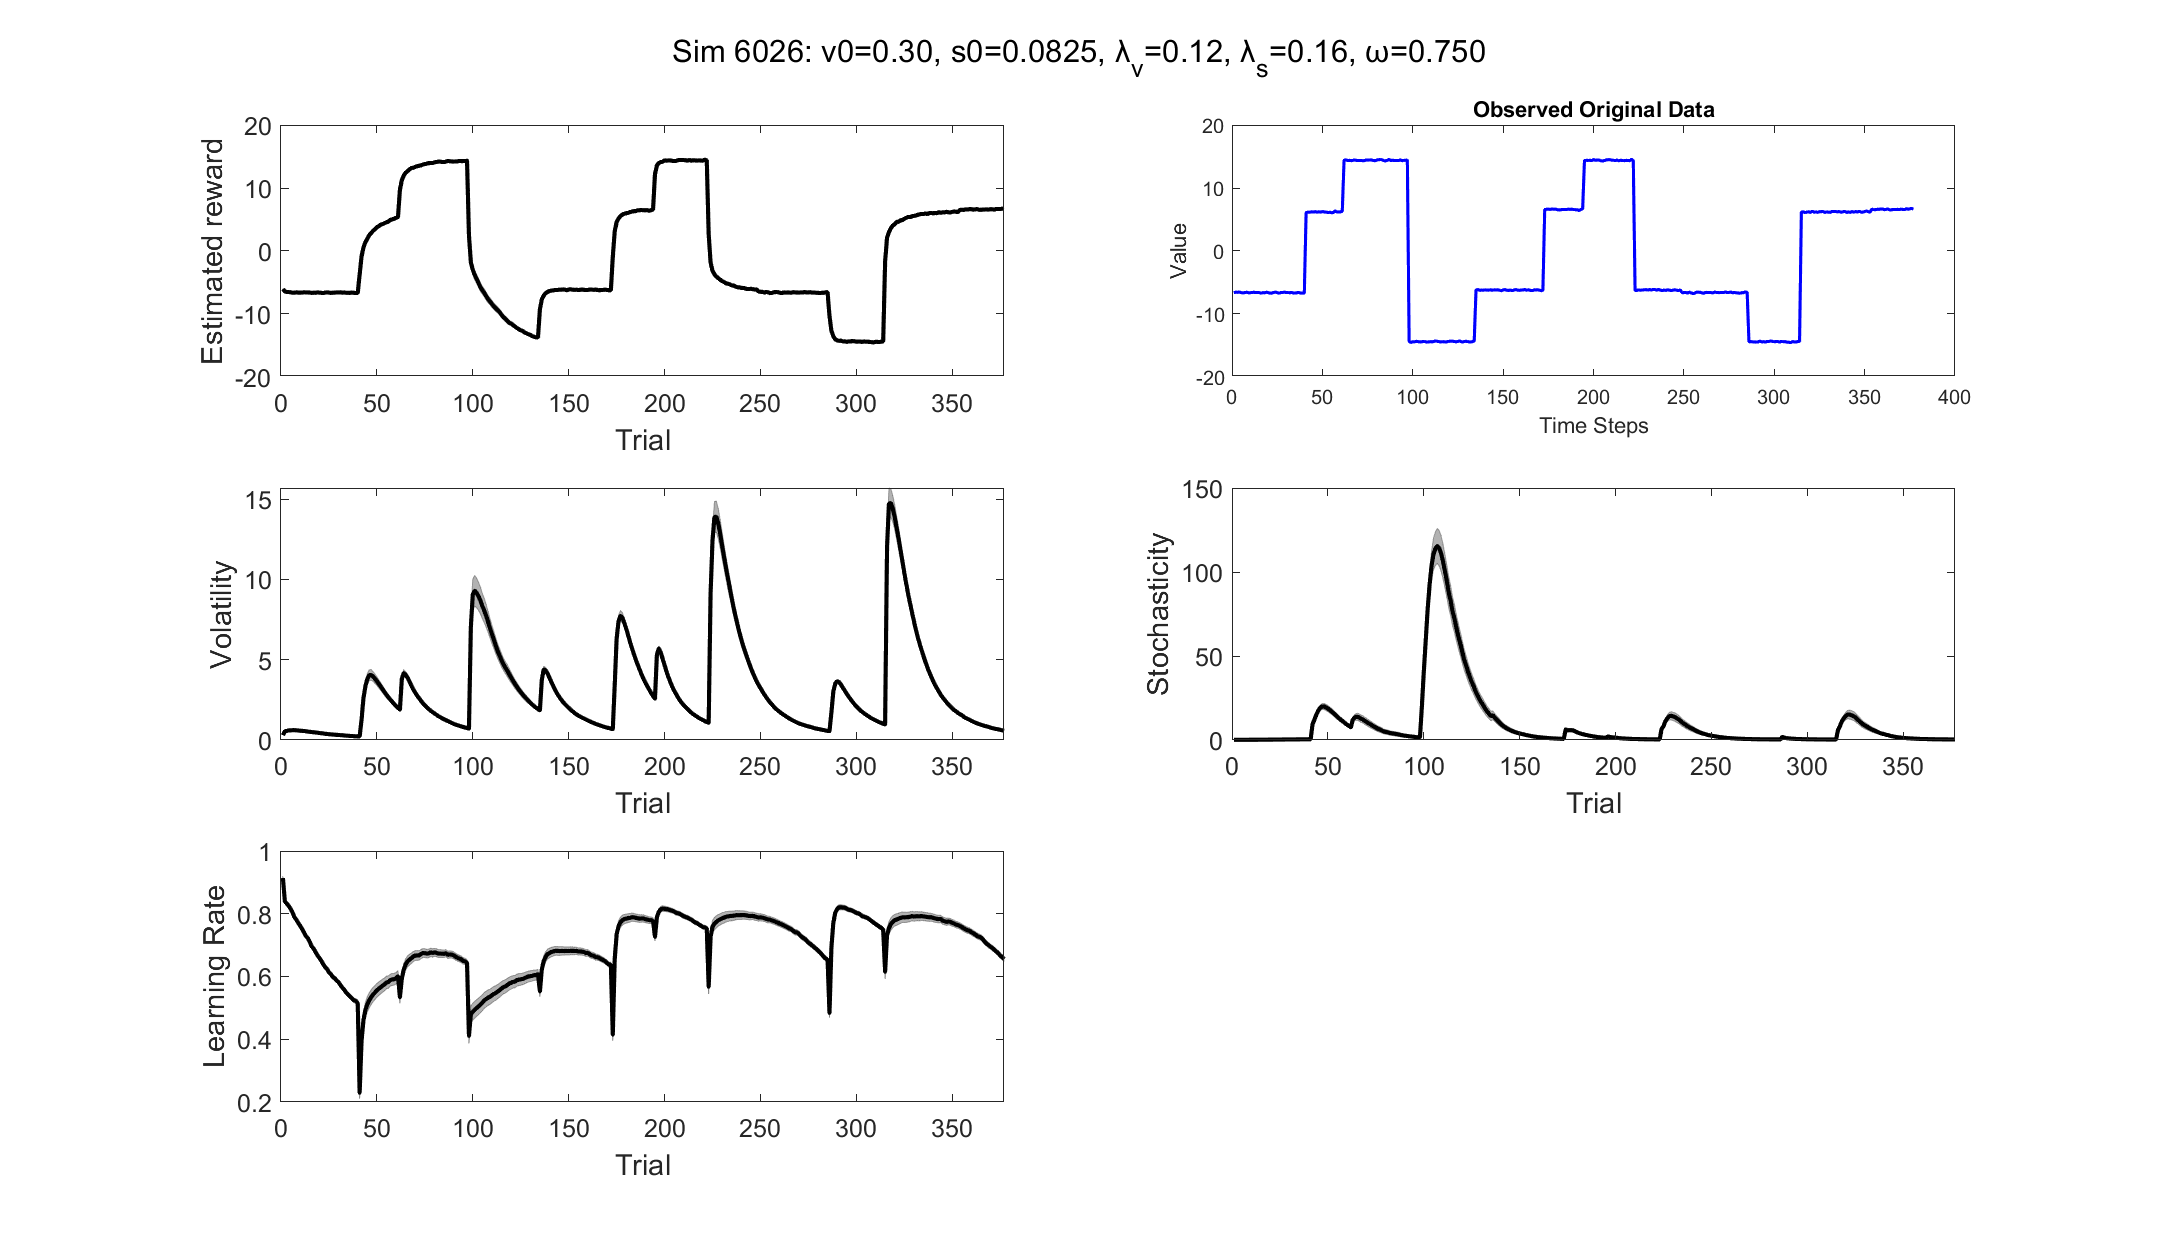 Sim 6026: v0=0.30, s0=0.0825, λ_v=0.12, λ_s=0.16, ω=0.750
20
10
0
-10
-20
Estimated reward
0 50 100 150 200 250 300 350
Trial
Observed Original Data
20
10
0
-10
-20
Value
0 50 100 150 200 250 300 350 400
Time Steps
15
10
5
0
Volatility
0 50 100 150 200 250 300 350
Trial
150
100
50
0
Stochasticity
0 50 100 150 200 250 300 350
Trial
1
0.8
0.6
0.4
0.2
Learning Rate
0 50 100 150 200 250 300 350
Trial